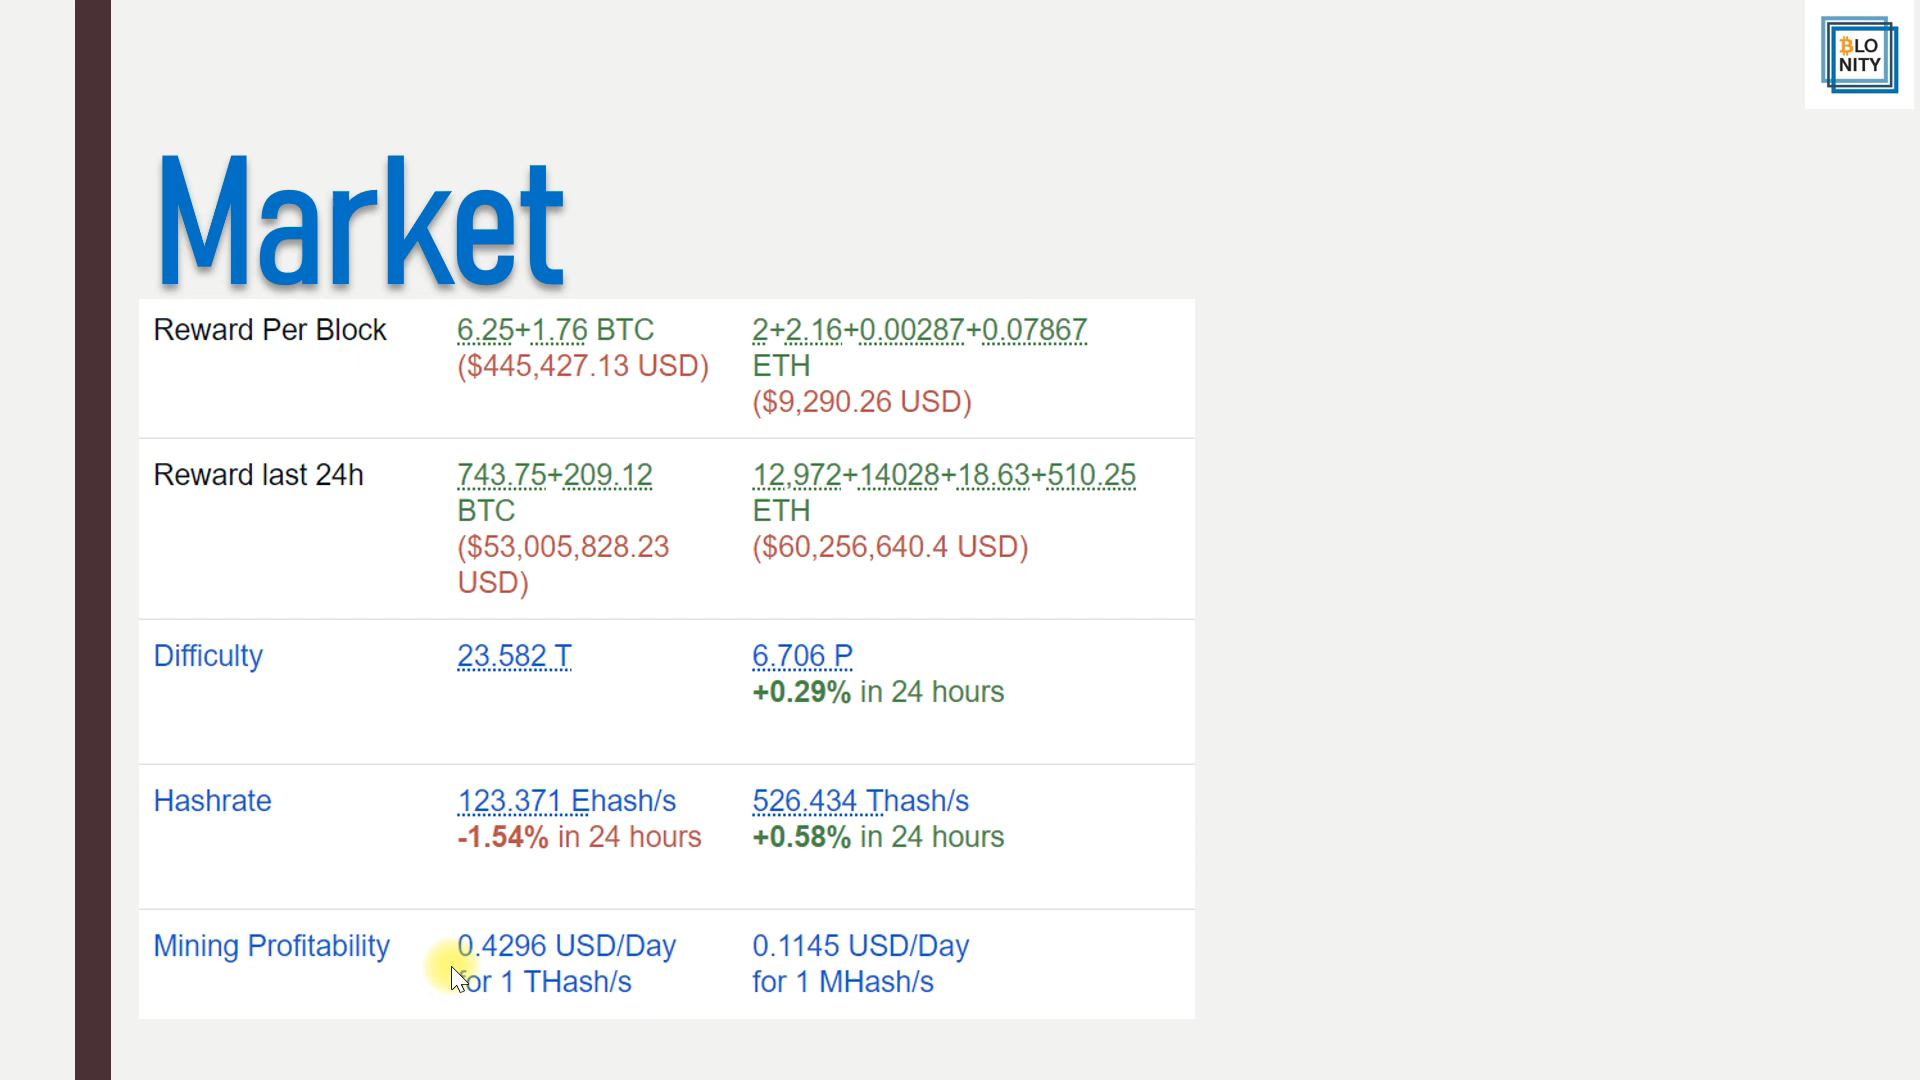 BLO
NITY
Market
Reward Per Block
6.25+1.76 BTC
($445,427.13 USD)
2+2.16+0.00287+0.07867
ETH
($9,290.26 USD)
Reward last 24h
743.75+209.12
BTC
($53,005,828.23
USD)
12,972+14028+18.63+510.25
ETH
($60,256,640.4 USD)
Difficulty
23.582 T
6.706 P
+0.29% in 24 hours
Hashrate
123.371 Ehash/s
-1.54% in 24 hours
526.434 Thash/s
+0.58% in 24 hours
Mining Profitability
0.4296 USD/Day
for 1 THash/s
0.1145 USD/Day
for 1 MHash/s